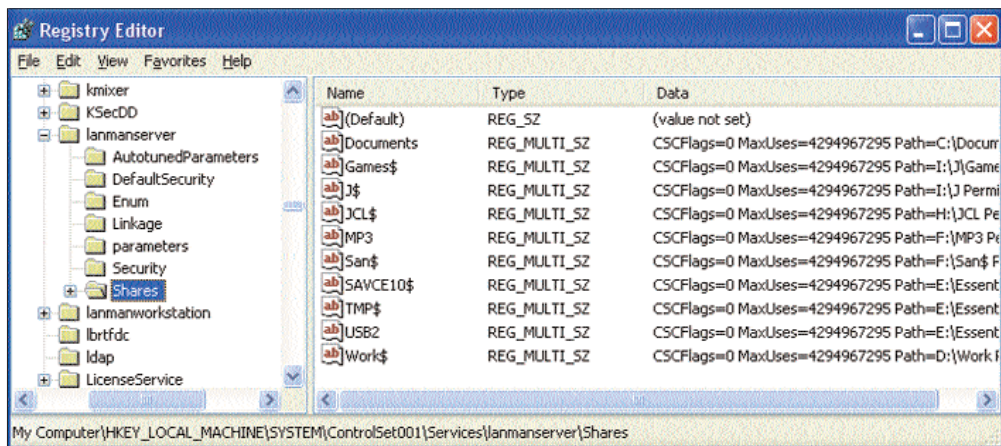 Registry Editor
File Edit View Favorites Help
kmixer
KSecDD
lanmanserver
AutotunedParameters
DefaultSecurity
Enum
Linkage
parameters
Security
Shares
lanmanworkstation
lbrtfdc
ldap
LicenseService
Name Type Data
(Default) REG_SZ (value not set)
Documents REG_MULTI_SZ CSCFlags=0 MaxUses=4294967295 Path=C:\Docum
Games$ REG_MULTI_SZ CSCFlags=0 MaxUses=4294967295 Path=I:\J\Game
J$ REG_MULTI_SZ CSCFlags=0 MaxUses=4294967295 Path=I:\J Permi
JCL$ REG_MULTI_SZ CSCFlags=0 MaxUses=4294967295 Path=H:\JCL Pe
MP3 REG_MULTI_SZ CSCFlags=0 MaxUses=4294967295 Path=F:\MP3 Pe
San$ REG_MULTI_SZ CSCFlags=0 MaxUses=4294967295 Path=F:\San$ P
SAVCE10$ REG_MULTI_SZ CSCFlags=0 MaxUses=4294967295 Path=E:\Essent
TMP$ REG_MULTI_SZ CSCFlags=0 MaxUses=4294967295 Path=E:\Essent
USB2 REG_MULTI_SZ CSCFlags=0 MaxUses=4294967295 Path=E:\Essent
Work$ REG_MULTI_SZ CSCFlags=0 MaxUses=4294967295 Path=D:\Work P
My Computer\HKEY_LOCAL_MACHINE\SYSTEM\ControlSet001\Services\lanmanserver\Shares